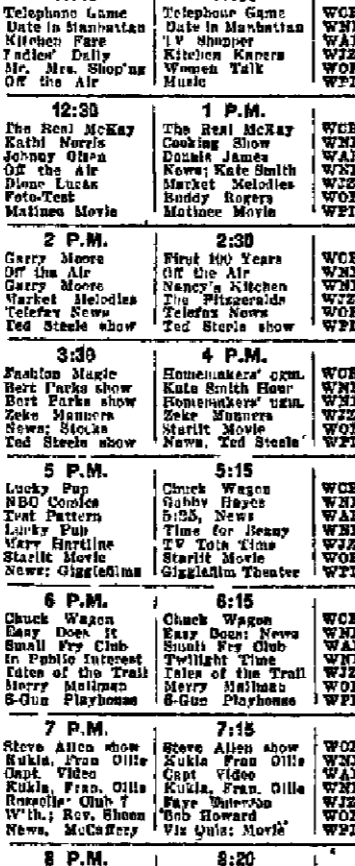 Telephone Game Telephone Game
Date in Manhattan Date in Manhattan
Kitchen Fare TV Shopper
Ladies' Daily Kitchen Kapers
Mr. Mrs. Shop'ng Women Talk
Off the Air Music
12:30 1 P.M.
The Real McKay The Real McKay
Kathi Norris Cooking Show
Johnny Olsen Dennis James
Off the Air News; Kate Smith
Dione Lucas Market Melodies
Foto-Test Buddy Rogers
Matinee Movie Matinee Movie
2 P.M. 2:30
Garry Moore First 100 Years
Off the Air Off the Air
Garry Moore Nancy's Kitchen
Market Melodies The Fitzgeralds
Telefax News Telefax News
Ted Steele show Ted Steele show
3:30 4 P.M.
Fashion Magic Homemakers' pgm.
Bert Parks show Kate Smith Hour
Bert Parks show Homemakers' pgm.
Zeke Manners Zeke Manners
News; Stocks Starlit Movie
Ted Steele show News, Ted Steele
5 P.M. 5:15
Lucky Pup Chuck Wagon
NBC Comics Gabby Hayes
Test Pattern 5:25, News
Lucky Pup Time for Beany
Mary Hartline TV Tots Time
Starlit Movie Starlit Movie
News; Gigglefilms Gigglefilm Theater
6 P.M. 6:15
Chuck Wagon Chuck Wagon
Easy Does It Easy Does; News
Small Fry Club Small Fry Club
In Public Interest Twilight Time
Tales of the Trail Tales of the Trail
Merry Mailman Merry Mailman
6-Gun Playhouse 6-Gun Playhouse
7 P.M. 7:15
Steve Allen show Steve Allen show
Kukla, Fran Ollie Kukla Fran Ollie
Capt. Video Capt Video
Kukla, Fran. Ollie Kukla, Fran. Ollie
Club 7 Faye Emerson
W'th.; Rev. Sheen Bob Howard
News, McCaffery Viz Quiz; Movie
8 P.M. 8:20